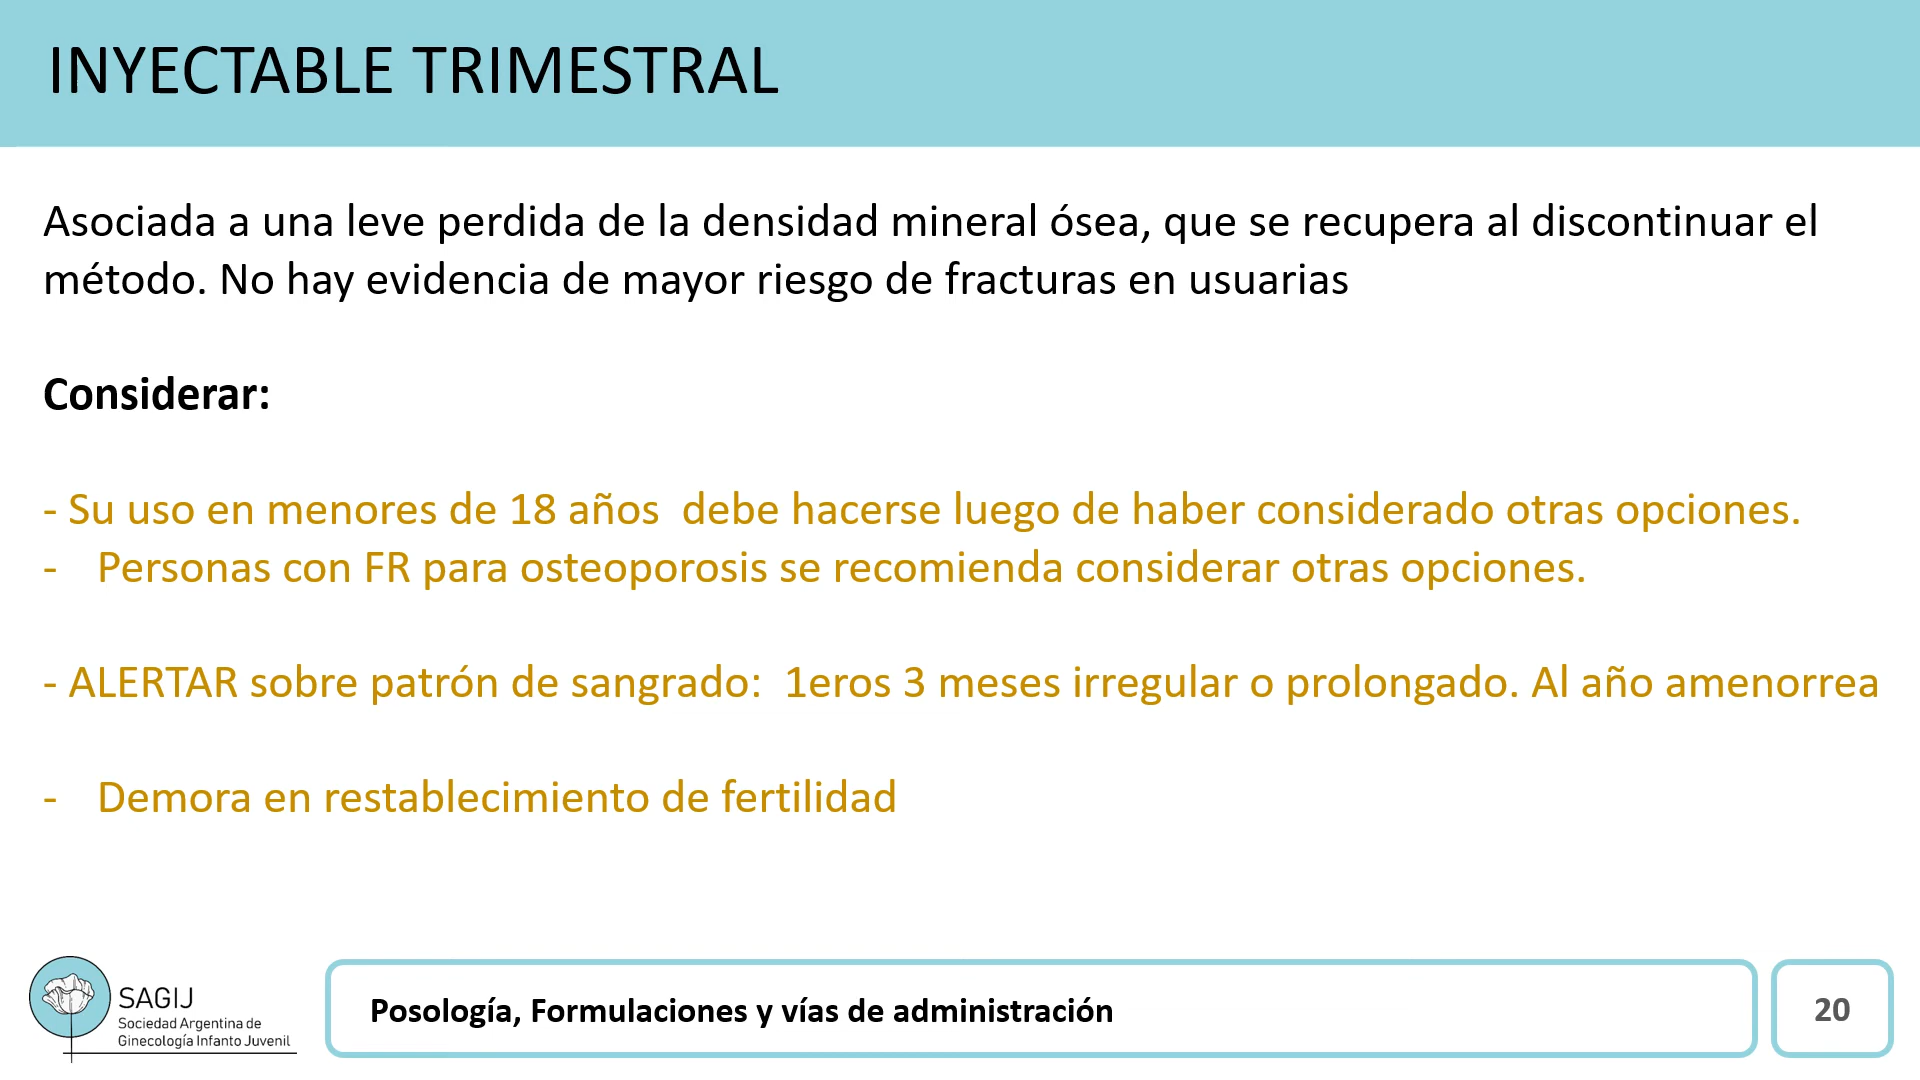 INYECTABLE TRIMESTRAL
Asociada a una leve perdida de la densidad mineral ósea, que se recupera al discontinuar el
método. No hay evidencia de mayor riesgo de fracturas en usuarias
Considerar:
- Su uso en menores de 18 años  debe hacerse luego de haber considerado otras opciones.
- Personas con FR para osteoporosis se recomienda considerar otras opciones.
- ALERTAR sobre patrón de sangrado:  1eros 3 meses irregular o prolongado. Al año amenorrea
- Demora en restablecimiento de fertilidad
SAGIJ
Sociedad Argentina de
Ginecología Infanto Juvenil
Posología, Formulaciones y vías de administración
20